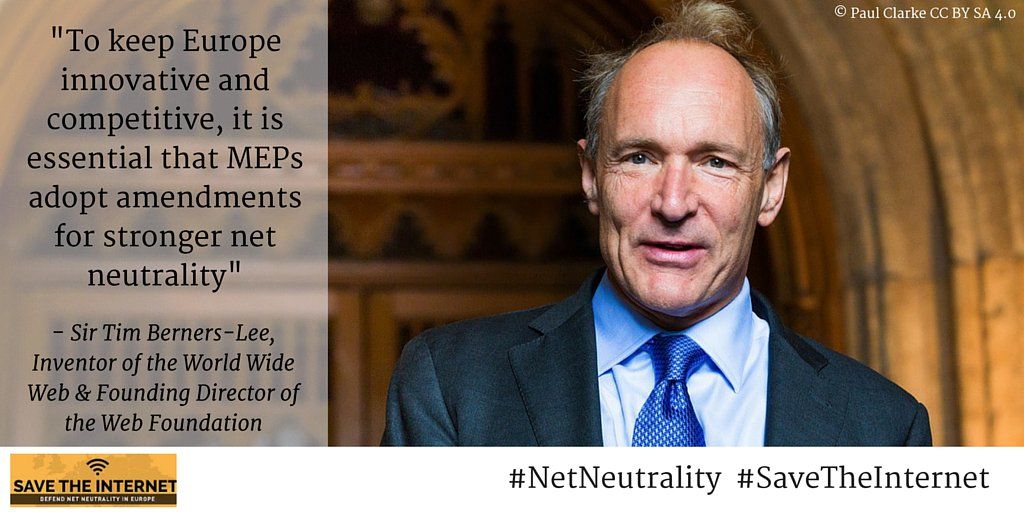 © Paul Clarke CC BY SA 4.0
"To keep Europe
innovative and
competitive, it is
essential that MEPs
adopt amendments
for stronger net
neutrality"
- Sir Tim Berners-Lee,
Inventor of the World Wide
Web & Founding Director of
the Web Foundation
SAVE THE INTERNET
DEFEND NET NEUTRALITY IN EUROPE
#NetNeutrality #SaveTheInternet